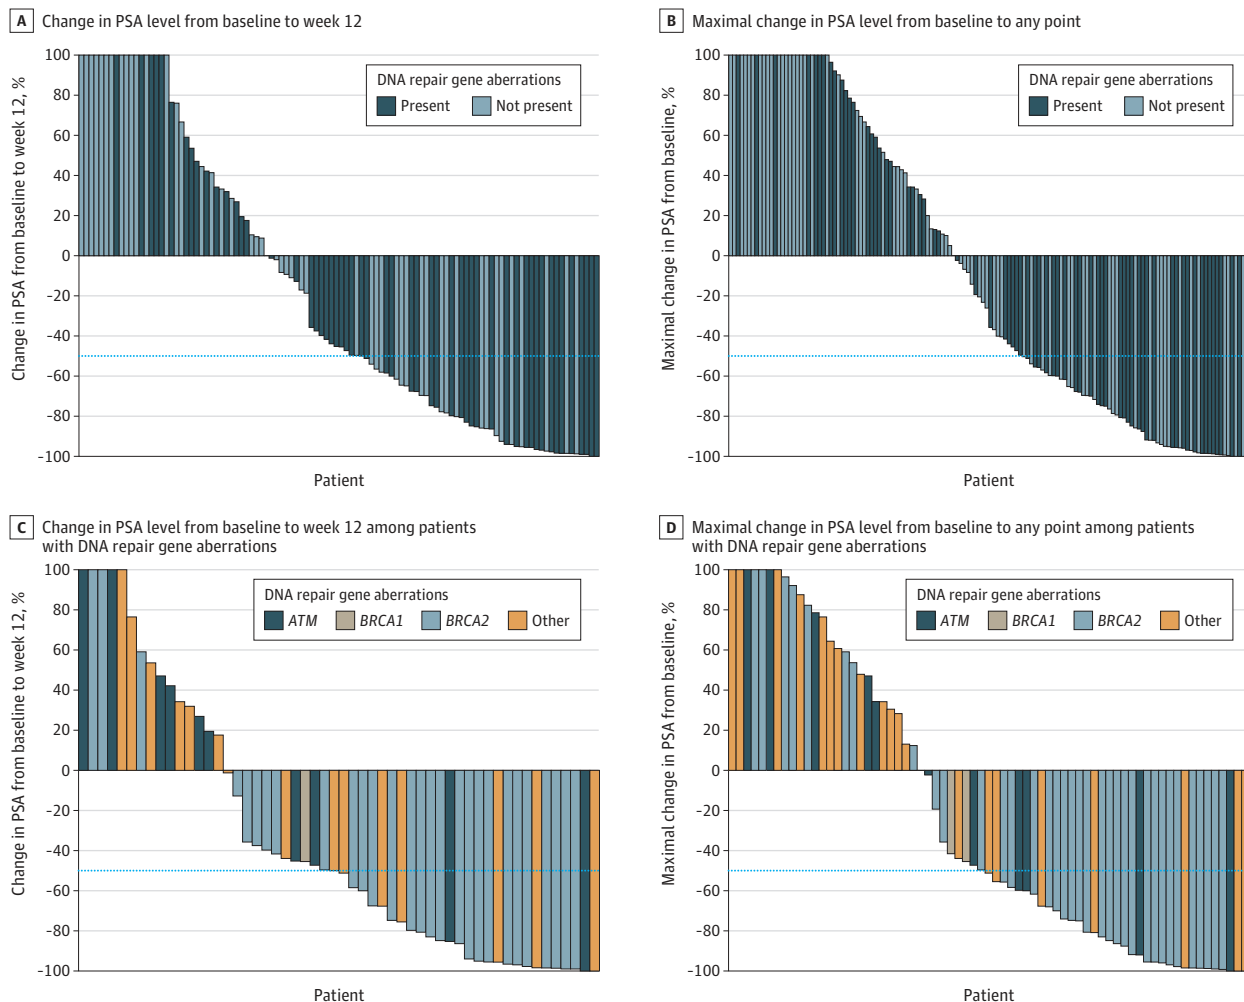 A Change in PSA level from baseline to week 12
Change in PSA from baseline to week 12, %
100
80
60
40
20
0
-20
-40
-60
-80
-100
DNA repair gene aberrations
Present Not present
Patient
B Maximal change in PSA level from baseline to any point
Maximal change in PSA from baseline, %
100
80
60
40
20
0
-20
-40
-60
-80
-100
DNA repair gene aberrations
Present Not present
Patient
C Change in PSA level from baseline to week 12 among patients
with DNA repair gene aberrations
Change in PSA from baseline to week 12, %
100
80
60
40
20
0
-20
-40
-60
-80
-100
DNA repair gene aberrations
ATM BRCA1 BRCA2 Other
Patient
D Maximal change in PSA level from baseline to any point among patients
with DNA repair gene aberrations
Maximal change in PSA from baseline, %
100
80
60
40
20
0
-20
-40
-60
-80
-100
DNA repair gene aberrations
ATM BRCA1 BRCA2 Other
Patient